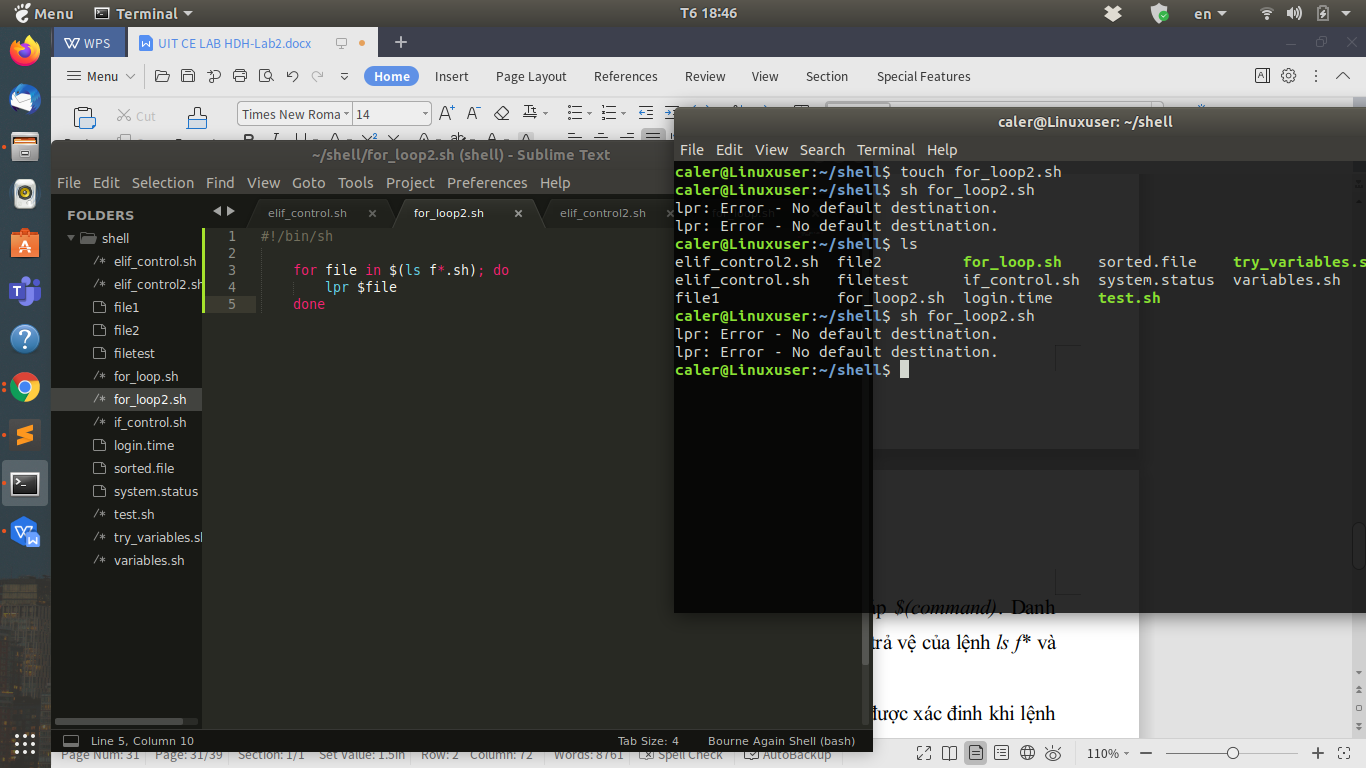 Menu Terminal T6 18:46 en
WPS UIT CE LAB HDH-Lab2.docx
Menu Home Insert Page Layout References Review View Section Special Features
Cut Times New Roma 14
caler@Linuxuser: ~/shell
File Edit View Search Terminal Help
caler@Linuxuser:~/shell$ touch for_loop2.sh
caler@Linuxuser:~/shell$ sh for_loop2.sh
lpr: Error - No default destination.
lpr: Error - No default destination.
caler@Linuxuser:~/shell$ ls
elif_control2.sh file2 for_loop.sh sorted.file try_variables.s
elif_control.sh filetest if_control.sh system.status variables.sh
file1 for_loop2.sh login.time test.sh
caler@Linuxuser:~/shell$ sh for_loop2.sh
lpr: Error - No default destination.
lpr: Error - No default destination.
caler@Linuxuser:~/shell$
~/shell/for_loop2.sh (shell) - Sublime Text
File Edit Selection Find View Goto Tools Project Preferences Help
FOLDERS
shell
elif_control.sh
elif_control2.sh
file1
file2
filetest
for_loop.sh
for_loop2.sh
if_control.sh
login.time
sorted.file
system.status
test.sh
try_variables.sh
variables.sh
elif_control.sh for_loop2.sh elif_control2.sh
1 #!/bin/sh
2
3 for file in $(ls f*.sh); do
4 lpr $file
5 done
Line 5, Column 10 Tab Size: 4 Bourne Again Shell (bash)
$(command). Danh
trả vệ của lệnh ls f* và
được xác đinh khi lệnh
Page Num: 31 Page: 31/39 Section: 1/1 Set Value: 1.5in Row: 2 Column: 72 Words: 8761 Spell Check AutoBackup 110%